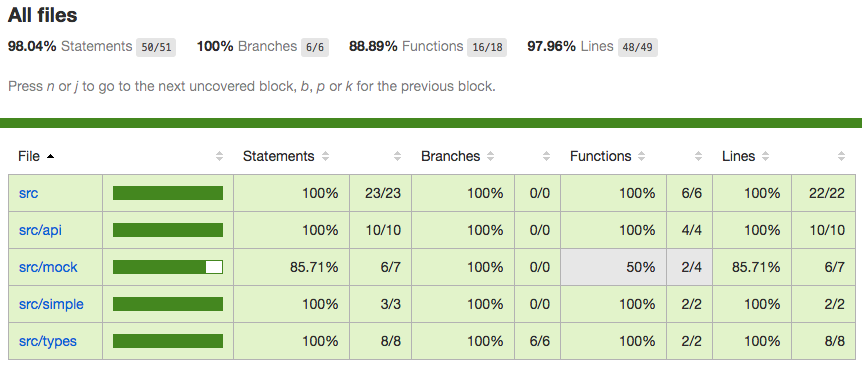 All files
98.04% Statements 50/51 100% Branches 6/6 88.89% Functions 16/18 97.96% Lines 48/49
Press n or j to go to the next uncovered block, b, p or k for the previous block.
File Statements Branches Functions Lines
src 100% 23/23 100% 0/0 100% 6/6 100% 22/22
src/api 100% 10/10 100% 0/0 100% 4/4 100% 10/10
src/mock 85.71% 6/7 100% 0/0 50% 2/4 85.71% 6/7
src/simple 100% 3/3 100% 0/0 100% 2/2 100% 2/2
src/types 100% 8/8 100% 6/6 100% 2/2 100% 8/8